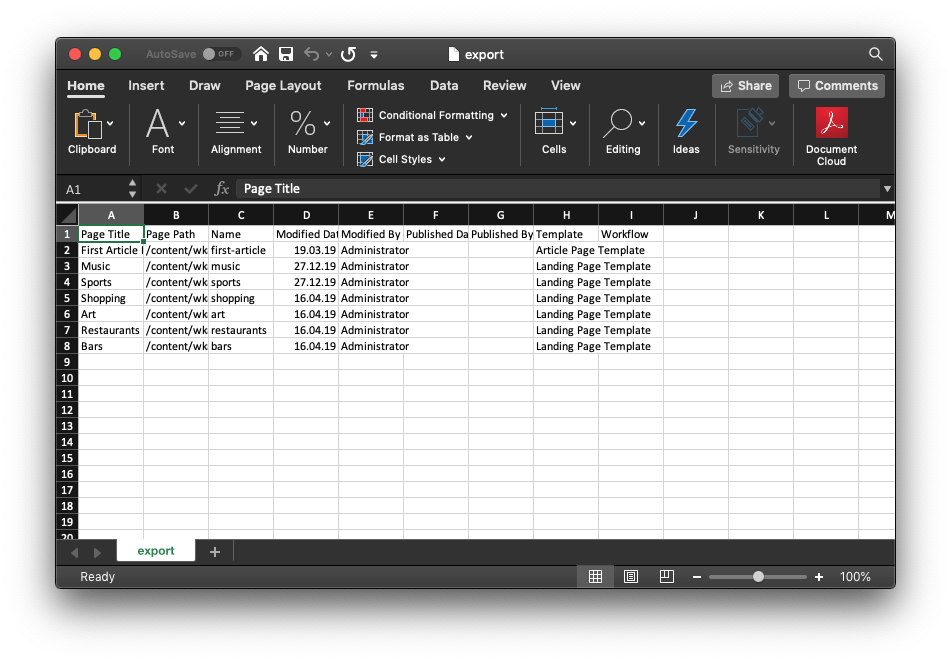 AutoSave OFF export
Home Insert Draw Page Layout Formulas Data Review View Share Comments
Clipboard Font Alignment Number Conditional Formatting Format as Table Cell Styles Cells Editing Ideas Sensitivity Document Cloud
A1 fx Page Title
A B C D E F G H I J K L M
1 Page Title Page Path Name Modified Dat Modified By Published Da Published By Template Workflow
2 First Article /content/wk first-article 19.03.19 Administrator Article Page Template
3 Music /content/wk music 27.12.19 Administrator Landing Page Template
4 Sports /content/wk sports 27.12.19 Administrator Landing Page Template
5 Shopping /content/wk shopping 16.04.19 Administrator Landing Page Template
6 Art /content/wk art 16.04.19 Administrator Landing Page Template
7 Restaurants /content/wk restaurants 16.04.19 Administrator Landing Page Template
8 Bars /content/wk bars 16.04.19 Administrator Landing Page Template
9
10
11
12
13
14
15
16
17
18
19
20
export +
Ready 100%